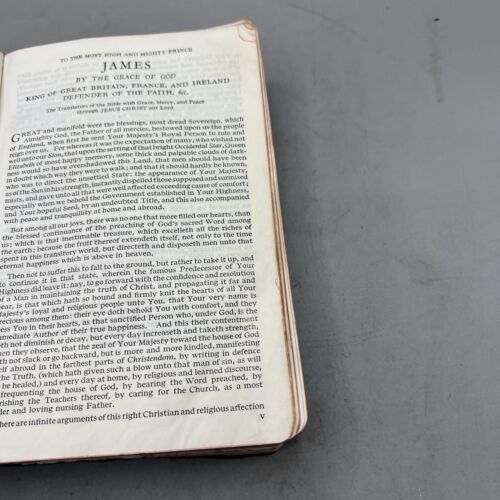 TO THE MOST HIGH AND MIGHTY PRINCE
JAMES
BY THE GRACE OF GOD
KING OF GREAT BRITAIN, FRANCE, AND IRELAND
DEFENDER OF THE FAITH, &c.
The Translators of the Bible wish Grace, Mercy, and Peace
through JESUS CHRIST our Lord
GREAT and manifold were the blessings, most dread Sovereign, which
Almighty God, the Father of all mercies, bestowed upon us the people
of England, when first he sent Your Majesty's Royal Person to rule and
reign over us. For whereas it was the expectation of many, who wished not
well unto our Sion, that upon the setting of that bright Occidental Star, Queen
Elizabeth of most happy memory, some thick and palpable clouds of dark-
ness would so have overshadowed this Land, that men should have been
in doubt which way they were to walk; and that it should hardly be known,
who was to direct the unsettled State; the appearance of Your Majesty,
as of the Sun in his strength, instantly dispelled those supposed and surmised
mists, and gave unto all that were well affected exceeding cause of comfort;
especially when we beheld the Government established in Your Highness,
and Your hopeful Seed, by an undoubted Title, and this also accompanied
with peace and tranquillity at home and abroad.
But among all our joys, there was no one that more filled our hearts, than
the blessed continuance of the preaching of God's sacred Word among
us; which is that inestimable treasure, which excelleth all the riches of
the earth; because the fruit thereof extendeth itself, not only to the time
spent in this transitory world, but directeth and disposeth men unto that
eternal happiness which is above in heaven.
Then not to suffer this to fall to the ground, but rather to take it up, and
to continue it in that state, wherein the famous Predecessor of Your
Highness did leave it: nay, to go forward with the confidence and resolution
of a Man in maintaining the truth of Christ, and propagating it far and
near, is that which hath so bound and firmly knit the hearts of all Your
Majesty's loyal and religious people unto You, that Your very name is
precious among them: their eye doth behold You with comfort, and they
bless You in their hearts, as that sanctified Person who, under God, is the
immediate Author of their true happiness. And this their contentment
doth not diminish or decay, but every day increaseth and taketh strength,
when they observe, that the zeal of Your Majesty toward the house of God
doth not slack or go backward, but is more and more kindled, manifesting
itself abroad in the farthest parts of Christendom, by writing in defence
of the Truth, (which hath given such a blow unto that man of sin, as will
not be healed,) and every day at home, by religious and learned discourse,
by frequenting the house of God, by hearing the Word preached, by
cherishing the Teachers thereof, by caring for the Church, as a most
tender and loving nursing Father.
There are infinite arguments of this right Christian and religious affection
v